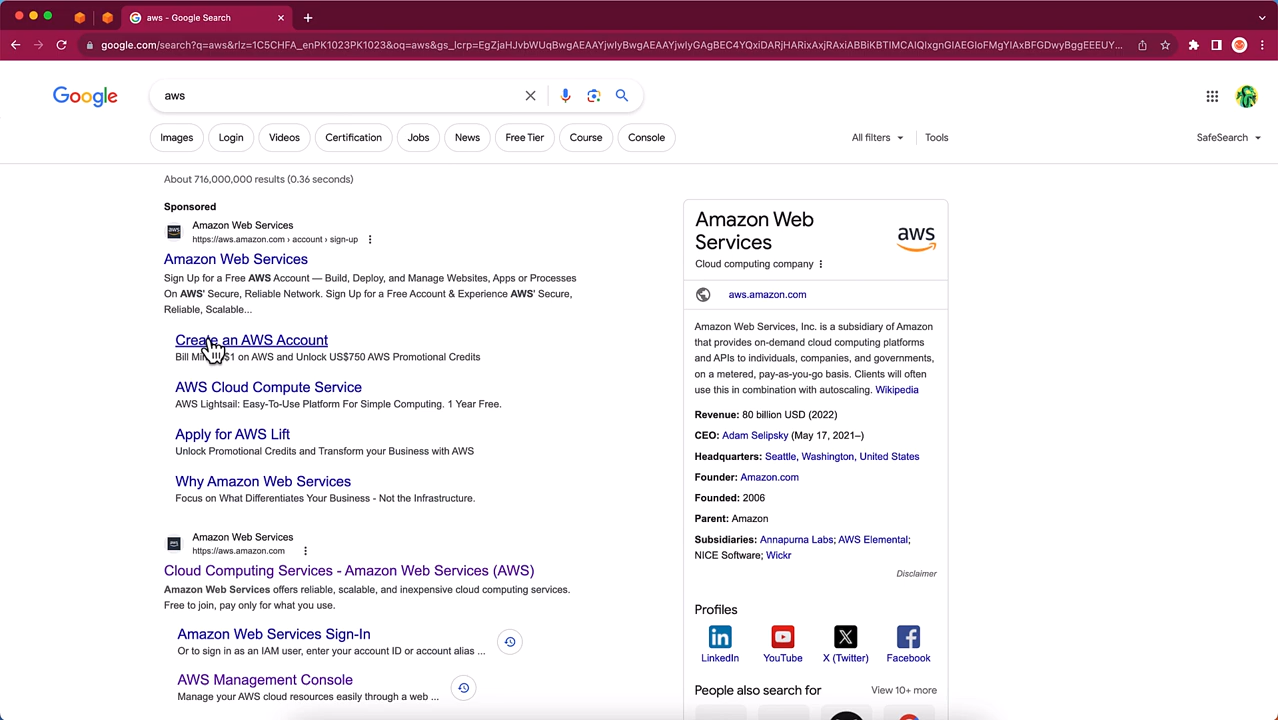 aws - Google Search
google.com/search?q=aws&rlz=1C5CHFA_enPK1023PK1023&oq=aws&gs_lcrp=EgZjaHJvbWUqBwgAEAAYjwIyBwgAEAAYjwIyGAgBEC4YQxiDARjHARixAxjRAxiABBiKBTIMCAIQIxgnGIAEGIoFMgYIAxBFGDwyBggEEEUY...
Google
aws
Images
Login
Videos
Certification
Jobs
News
Free Tier
Course
Console
All filters
Tools
SafeSearch
About 716,000,000 results (0.36 seconds)
Sponsored
aws
Amazon Web Services
https://aws.amazon.com › account › sign-up
Amazon Web Services
Sign Up for a Free AWS Account — Build, Deploy, and Manage Websites, Apps or Processes
On AWS' Secure, Reliable Network. Sign Up for a Free Account & Experience AWS' Secure,
Reliable, Scalable...
Create an AWS Account
Bill $1 on AWS and Unlock US$750 AWS Promotional Credits
AWS Cloud Compute Service
AWS Lightsail: Easy-To-Use Platform For Simple Computing. 1 Year Free.
Apply for AWS Lift
Unlock Promotional Credits and Transform your Business with AWS
Why Amazon Web Services
Focus on What Differentiates Your Business - Not the Infrastructure.
aws
Amazon Web Services
https://aws.amazon.com
Cloud Computing Services - Amazon Web Services (AWS)
Amazon Web Services offers reliable, scalable, and inexpensive cloud computing services.
Free to join, pay only for what you use.
Amazon Web Services Sign-In
Or to sign in as an IAM user, enter your account ID or account alias ...
AWS Management Console
Manage your AWS cloud resources easily through a web ...
Amazon Web
Services
aws
Cloud computing company
aws.amazon.com
Amazon Web Services, Inc. is a subsidiary of Amazon
that provides on-demand cloud computing platforms
and APIs to individuals, companies, and governments,
on a metered, pay-as-you-go basis. Clients will often
use this in combination with autoscaling. Wikipedia
Revenue: 80 billion USD (2022)
CEO: Adam Selipsky (May 17, 2021–)
Headquarters: Seattle, Washington, United States
Founder: Amazon.com
Founded: 2006
Parent: Amazon
Subsidiaries: Annapurna Labs; AWS Elemental;
NICE Software; Wickr
Disclaimer
Profiles
LinkedIn
YouTube
X (Twitter)
Facebook
People also search for
View 10+ more